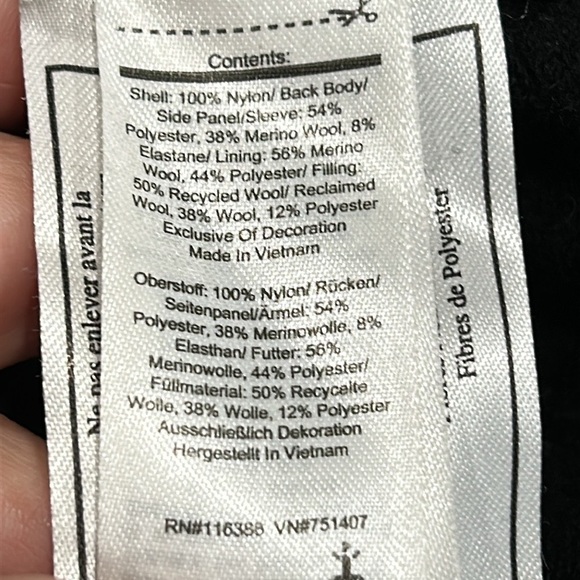 Contents:
Shell: 100% Nylon/ Back Body/
Side Panel/Sleeve: 54%
Polyester, 38% Merino Wool, 8%
Elastane/ Lining: 56% Merino
Wool, 44% Polyester/ Filling:
50% Recycled Wool/ Reclaimed
Wool, 38% Wool, 12% Polyester
Exclusive Of Decoration
Made In Vietnam
Oberstoff: 100% Nylon/ Rücken/
Seitenpanel/Ärmel: 54%
Polyester, 38% Merinowolle, 8%
Elasthan/ Futter: 56%
Merinowolle, 44% Polyester/
Füllmaterial: 50% Recycelte
Wolle, 38% Wolle, 12% Polyester
Ausschließlich Dekoration
Hergestellt In Vietnam
RN#116388 VN#751407
Ne pas enlever avant la
Fibres de Polyester